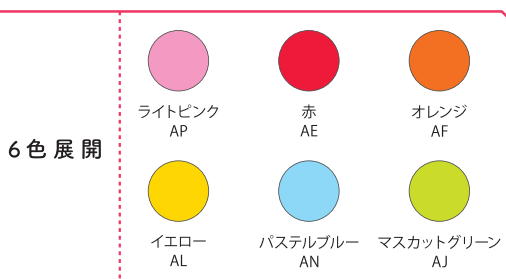 6色展開
ライトピンク
AP
赤
AE
オレンジ
AF
イエロー
AL
パステルブルー
AN
マスカットグリーン
AJ